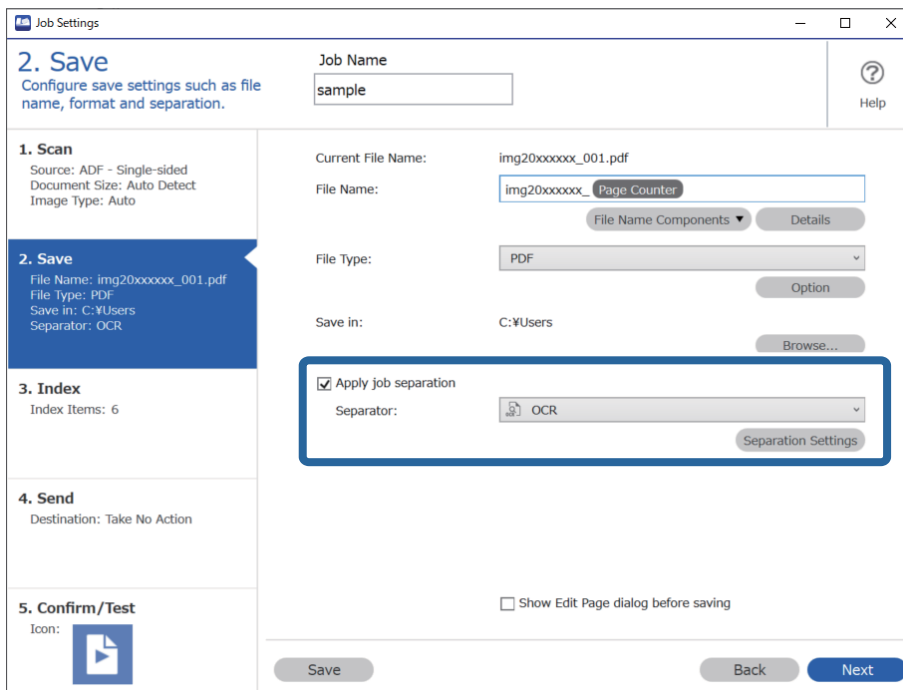 Job Settings
2. Save
Configure save settings such as file
name, format and separation.
Job Name
sample
Help
1. Scan
Source: ADF - Single-sided
Document Size: Auto Detect
Image Type: Auto
2. Save
File Name: img20xxxxxx_001.pdf
File Type: PDF
Save in: C:¥Users
Separator: OCR
3. Index
Index Items: 6
4. Send
Destination: Take No Action
5. Confirm/Test
Icon:
Current File Name: img20xxxxxx_001.pdf
File Name: img20xxxxxx_ Page Counter
File Name Components ▼ Details
File Type: PDF
Option
Save in: C:¥Users
Browse...
Apply job separation
Separator: OCR
Separation Settings
Show Edit Page dialog before saving
Save Back Next